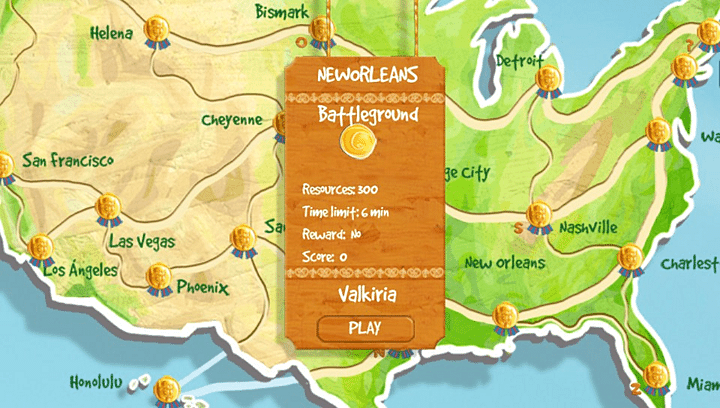 Bismark
Helena
O
NEWORLEANS
Detroit
?
Battleground
G
Cheyenne
San Francisco
ge City
Resources: 300
Time limit: 6 min
S
Nashville
Las Vegas
Reward: No
Score: 0
New Orleans
Charlest
Los Ángeles
Phoenix
Valkiria
PLAY
N
Honolulu
Z
Miam